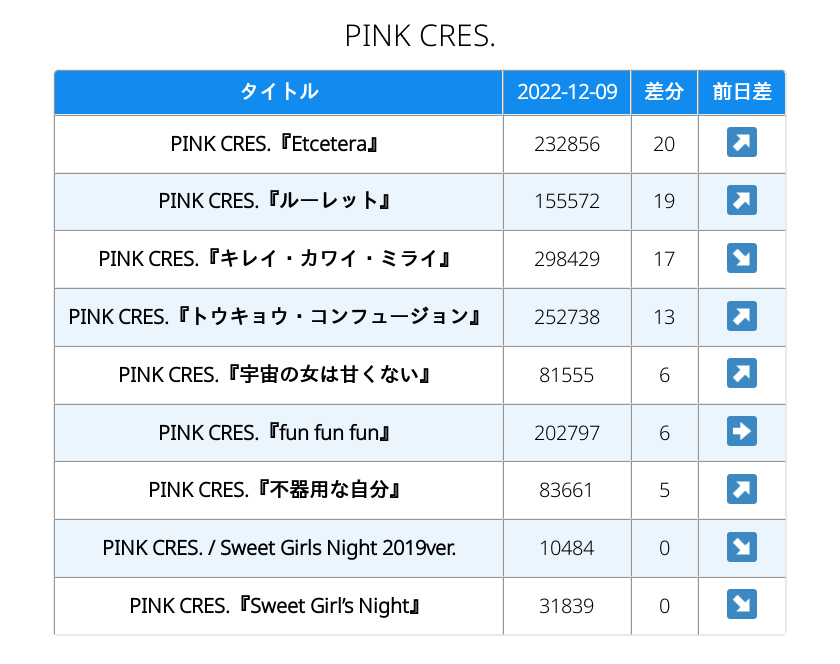 PINK CRES.
タイトル 2022-12-09 差分 前日差
PINK CRES.『Etcetera』 232856 20 ↗
PINK CRES.『ルーレット』 155572 19 ↗
PINK CRES.『キレイ・カワイ・ミライ』 298429 17 ↘
PINK CRES.『トウキョウ・コンフュージョン』 252738 13 ↗
PINK CRES.『宇宙の女は甘くない』 81555 6 ↗
PINK CRES.『fun fun fun』 202797 6 ➡
PINK CRES.『不器用な自分』 83661 5 ↗
PINK CRES. / Sweet Girls Night 2019ver. 10484 0 ↘
PINK CRES.『Sweet Girl’s Night』 31839 0 ↘